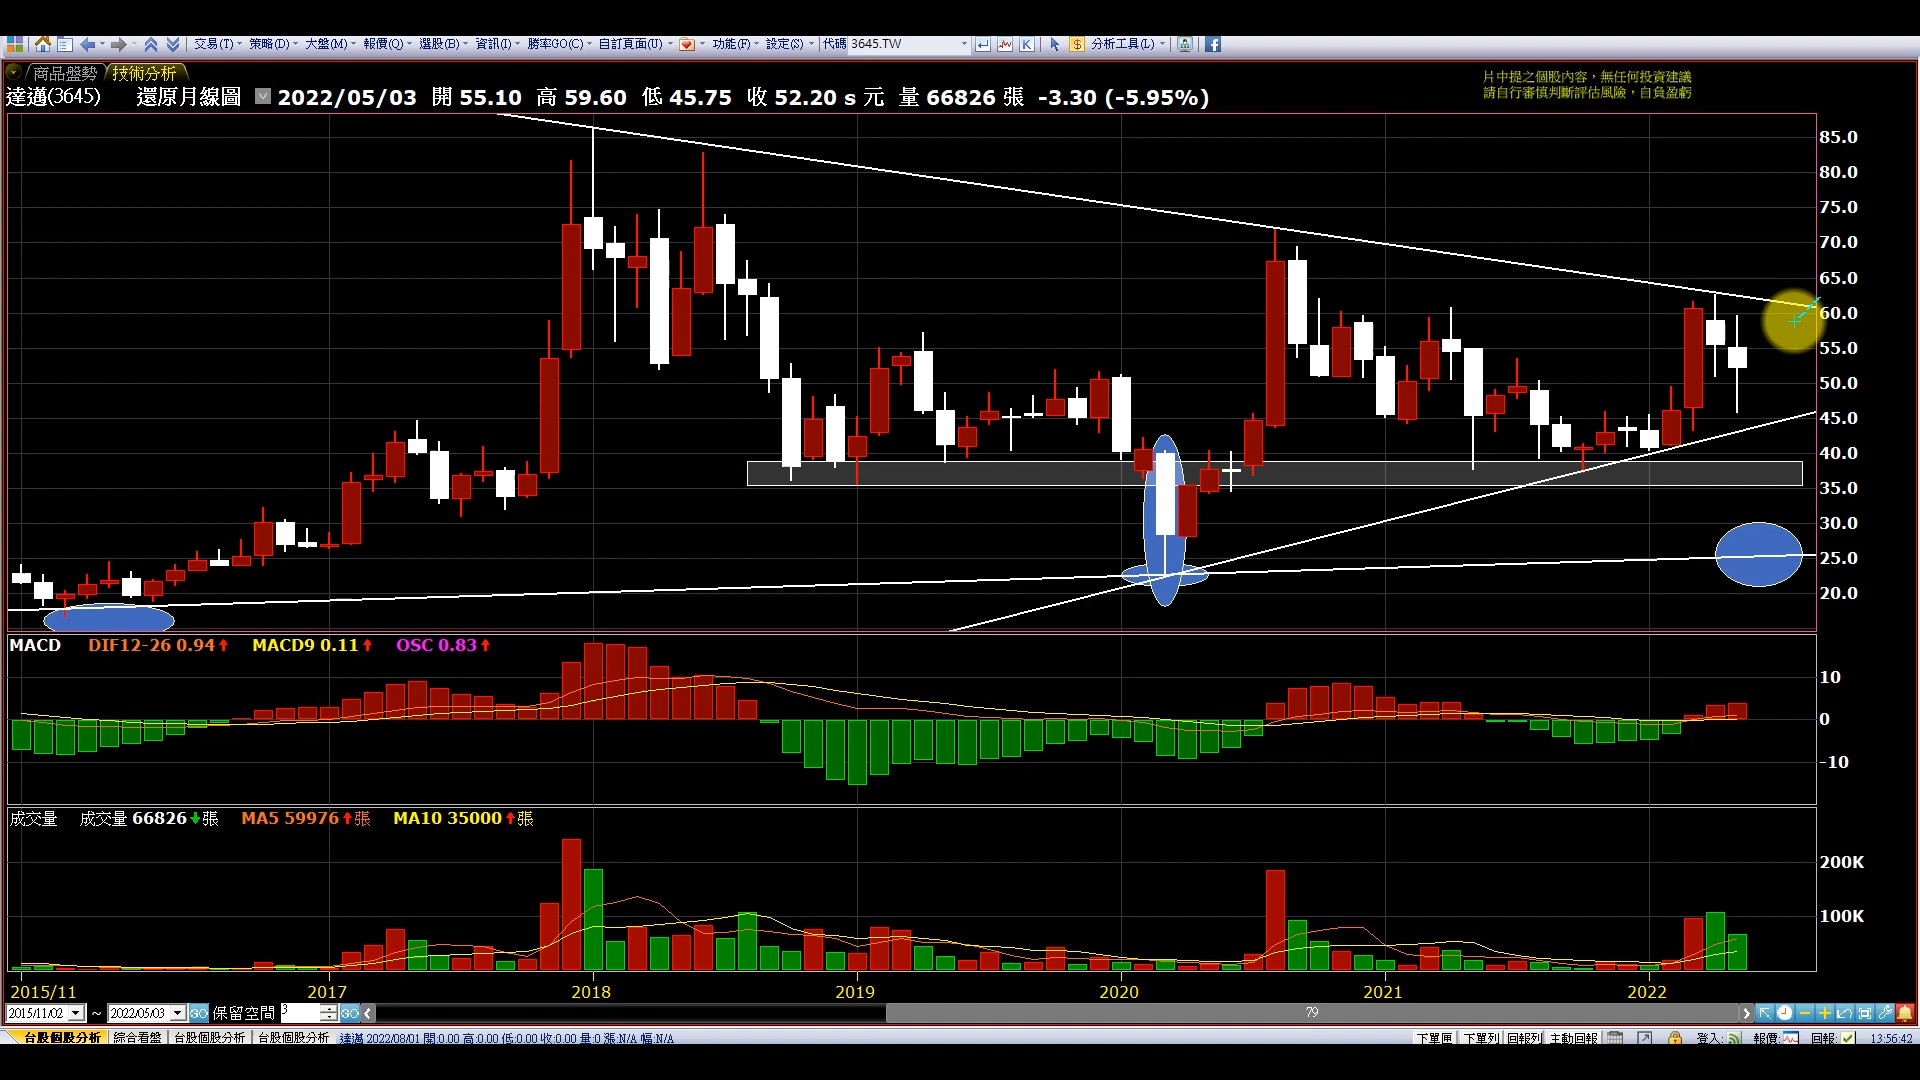 交易(T) 策略(D) 大盤(M) 報價(Q) 選股(B) 資訊(I) 勝率GO(C) 自訂頁面(U) 功能(F) 設定(S) 代碼 3645.TW K $ 分析工具(L)
商品盤勢 技術分析
片中提之個股內容，無任何投資建議
請自行審慎判斷評估風險，自負盈虧
達邁(3645) 還原月線圖 2022/05/03 開 55.10 高 59.60 低 45.75 收 52.20 s 元 量 66826 張 -3.30 (-5.95%)
85.0
80.0
75.0
70.0
65.0
60.0
55.0
50.0
45.0
40.0
35.0
30.0
25.0
20.0
MACD DIF12-26 0.94 MACD9 0.11 OSC 0.83
10
0
-10
成交量 成交量 66826 張 MA5 59976 張 MA10 35000 張
200K
100K
2015/11 2017 2018 2019 2020 2021 2022
2015/11/02 ~ 2022/05/03 GO 保留空間 3 GO 79
台股個股分析 綜合看盤 台股個股分析 台股個股分析 達邁 2022/08/01 開:0.00 高:0.00 低:0.00 收:0.00 量:0 漲:N/A 幅:N/A 下單匣 下單列 回報列 主動回報 登入: 報價: 回報: 13:56:42